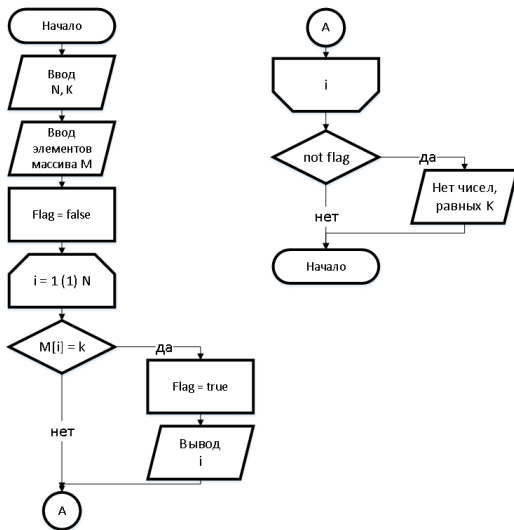 Начало
Ввод
N, K
Ввод
элементов
массива M
Flag = false
i = 1 (1) N
M[i] = k
да
Flag = true
Вывод
i
нет
A
A
i
not flag
да
Нет чисел,
равных K
нет
Начало